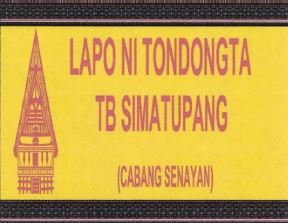 LAPO NI TONDONGTA
TB SIMATUPANG
(CABANG SENAYAN)